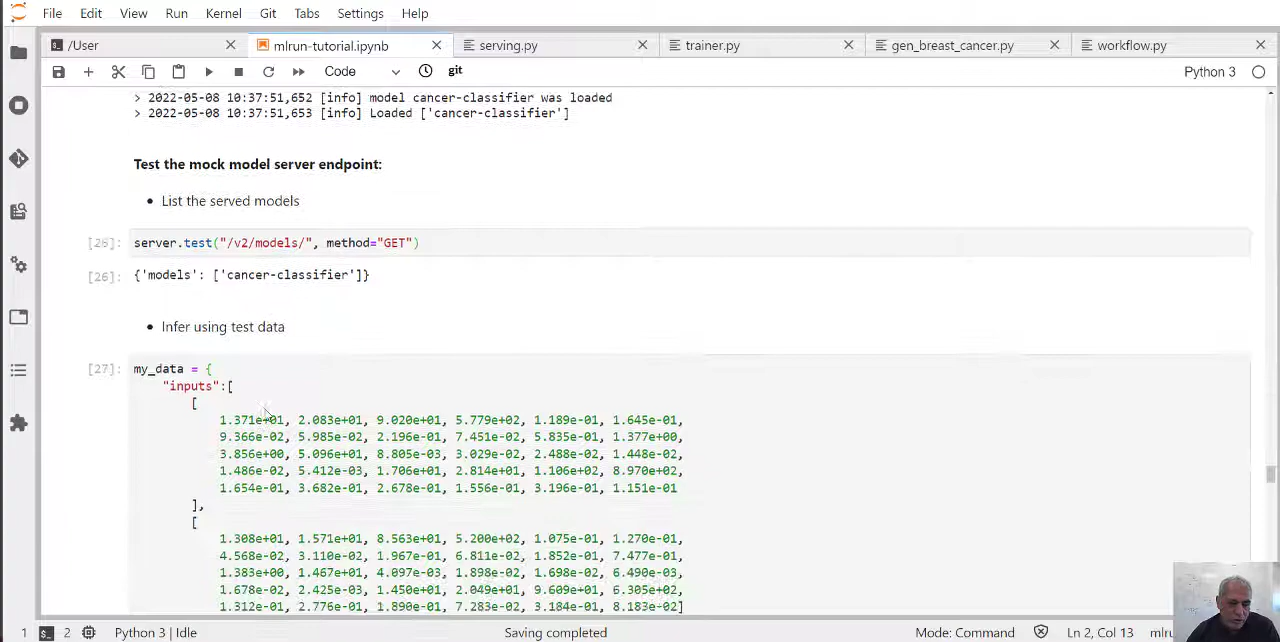 File Edit View Run Kernel Git Tabs Settings Help
/User mlrun-tutorial.ipynb serving.py trainer.py gen_breast_cancer.py workflow.py
Code git Python 3
> 2022-05-08 10:37:51,652 [info] model cancer-classifier was loaded
> 2022-05-08 10:37:51,653 [info] Loaded ['cancer-classifier']
Test the mock model server endpoint:
• List the served models
[26]: server.test("/v2/models/", method="GET")
[26]: {'models': ['cancer-classifier']}
• Infer using test data
[27]: my_data = {
"inputs":[
[
1.371e+01, 2.083e+01, 9.020e+01, 5.779e+02, 1.189e-01, 1.645e-01,
9.366e-02, 5.985e-02, 2.196e-01, 7.451e-02, 5.835e-01, 1.377e+00,
3.856e+00, 5.096e+01, 8.805e-03, 3.029e-02, 2.488e-02, 1.448e-02,
1.486e-02, 5.412e-03, 1.706e+01, 2.814e+01, 1.106e+02, 8.970e+02,
1.654e-01, 3.682e-01, 2.678e-01, 1.556e-01, 3.196e-01, 1.151e-01
],
[
1.308e+01, 1.571e+01, 8.563e+01, 5.200e+02, 1.075e-01, 1.270e-01,
4.568e-02, 3.110e-02, 1.967e-01, 6.811e-02, 1.852e-01, 7.477e-01,
1.383e+00, 1.467e+01, 4.097e-03, 1.898e-02, 1.698e-02, 6.490e-03,
1.678e-02, 2.425e-03, 1.450e+01, 2.049e+01, 9.609e+01, 6.305e+02,
1.312e-01, 2.776e-01, 1.890e-01, 7.283e-02, 3.184e-01, 8.183e-02]
1 2 Python 3 | Idle Saving completed Mode: Command Ln 2, Col 13 mlru